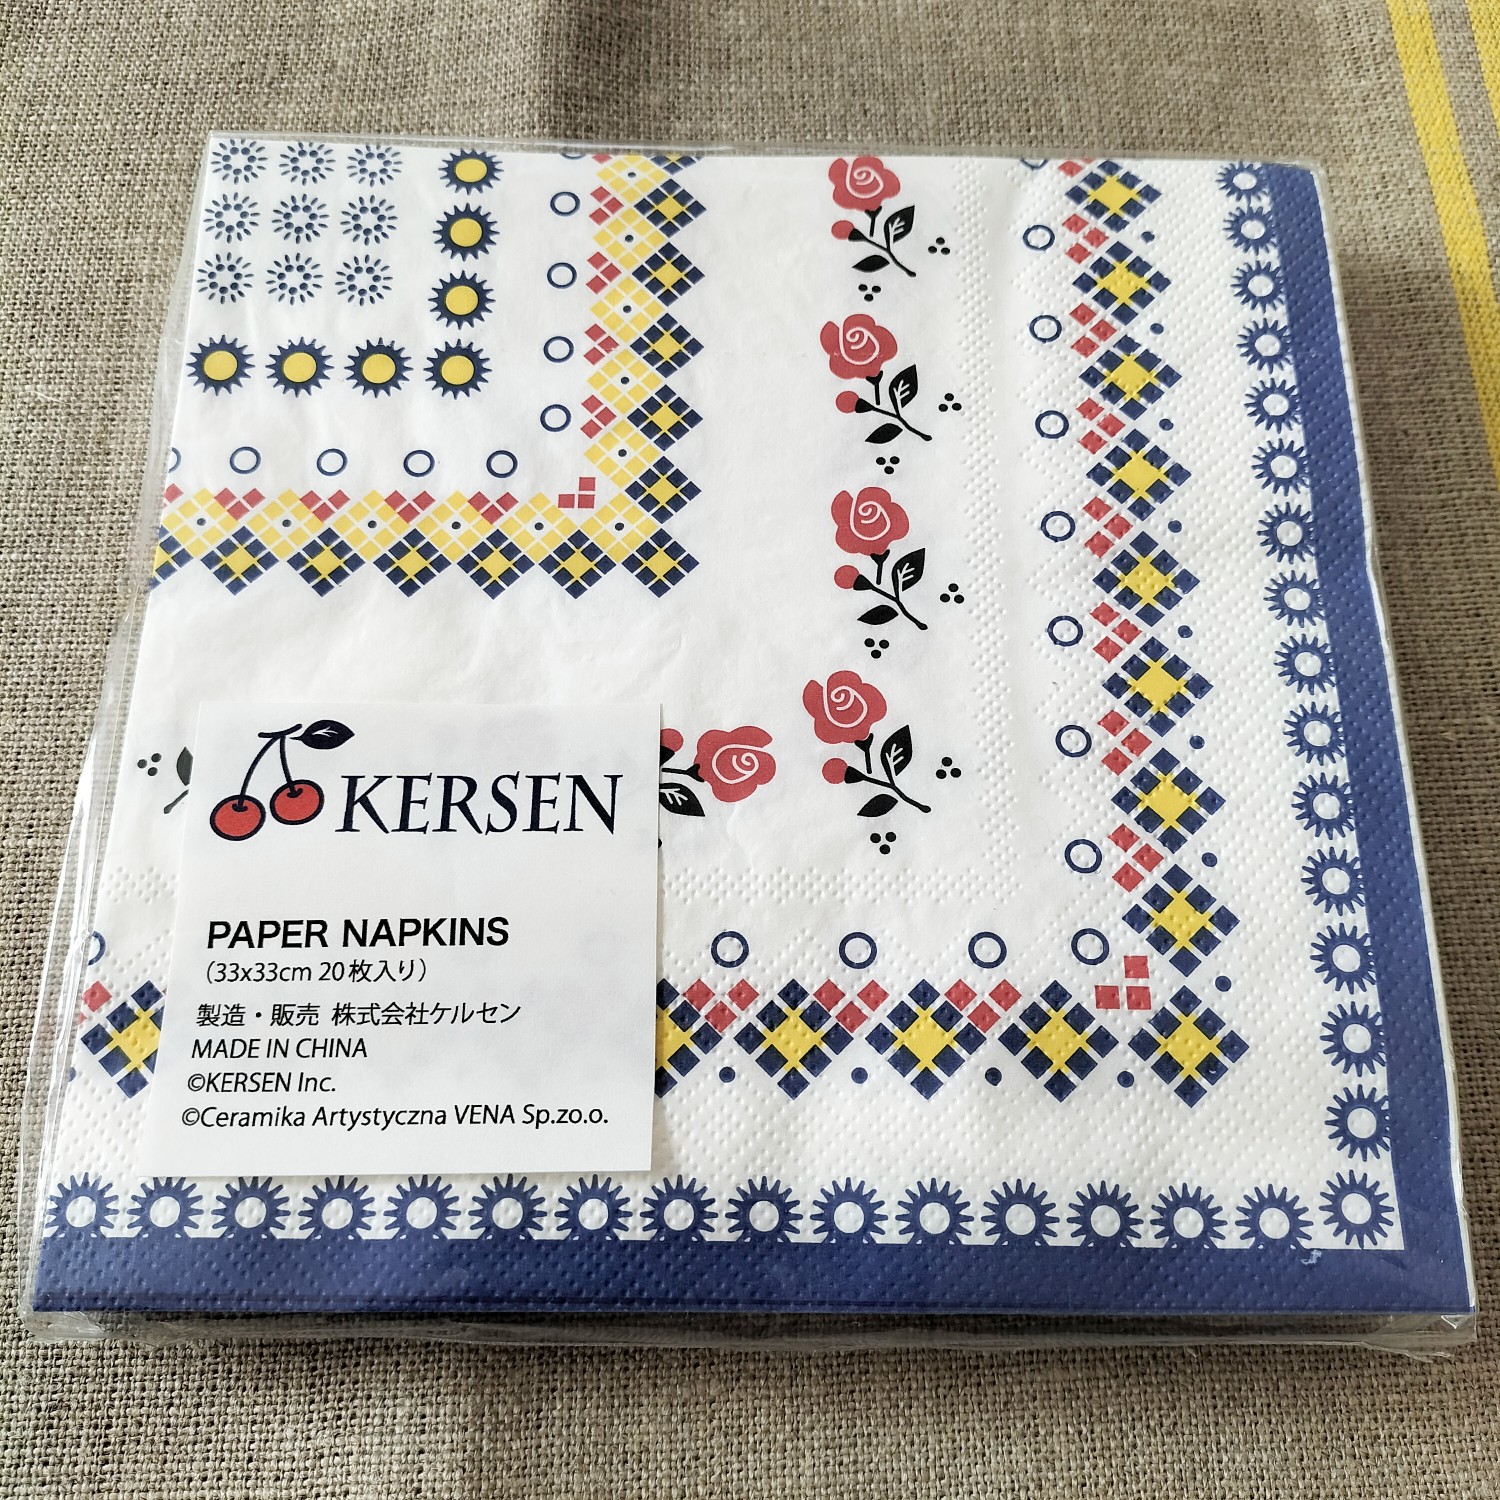 KERSEN
PAPER NAPKINS
（33x33cm 20枚入り）
製造・販売 株式会社ケルセン
MADE IN CHINA
©KERSEN Inc.
©Ceramika Artystyczna VENA Sp.zo.o.